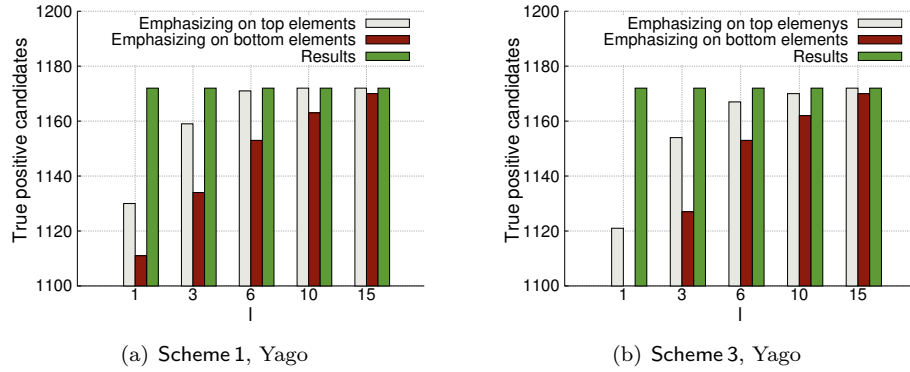 1200
1180
1160
1140
1120
1100
True positive candidates
Emphasizing on top elements
Emphasizing on bottom elements
Results
1 3 6 10 15
l
(a) Scheme 1, Yago
1200
1180
1160
1140
1120
1100
True positive candidates
Emphasizing on top elemenys
Emphasizing on bottom elements
Results
1 3 6 10 15
l
(b) Scheme 3, Yago